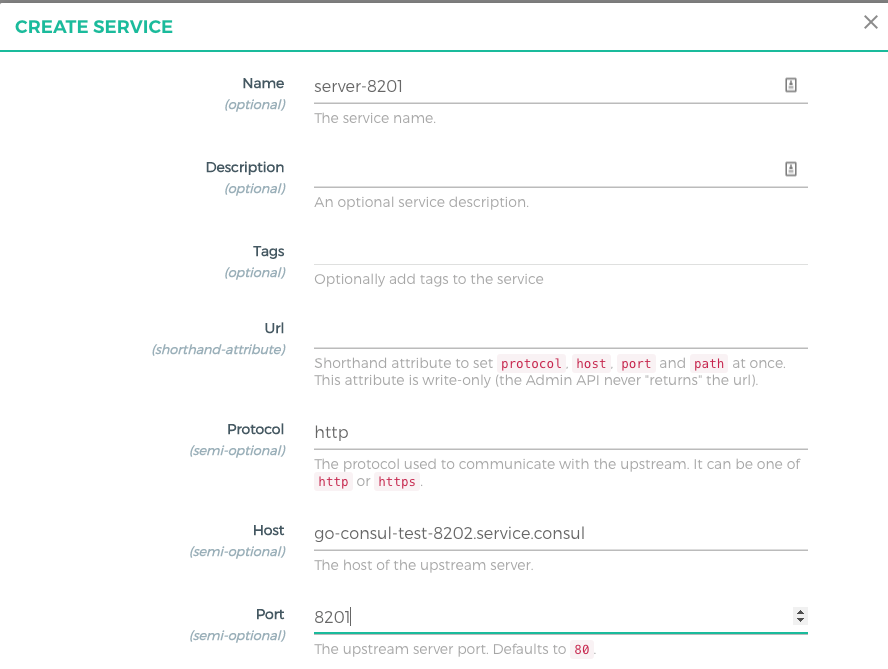 CREATE SERVICE
Name
(optional)
server-8201
The service name.
Description
(optional)
An optional service description.
Tags
(optional)
Optionally add tags to the service
Url
(shorthand-attribute)
Shorthand attribute to set protocol, host, port and path at once.
This attribute is write-only (the Admin API never "returns" the url).
Protocol
(semi-optional)
http
The protocol used to communicate with the upstream. It can be one of
http or https.
Host
(semi-optional)
go-consul-test-8202.service.consul
The host of the upstream server.
Port
(semi-optional)
8201
The upstream server port. Defaults to 80.